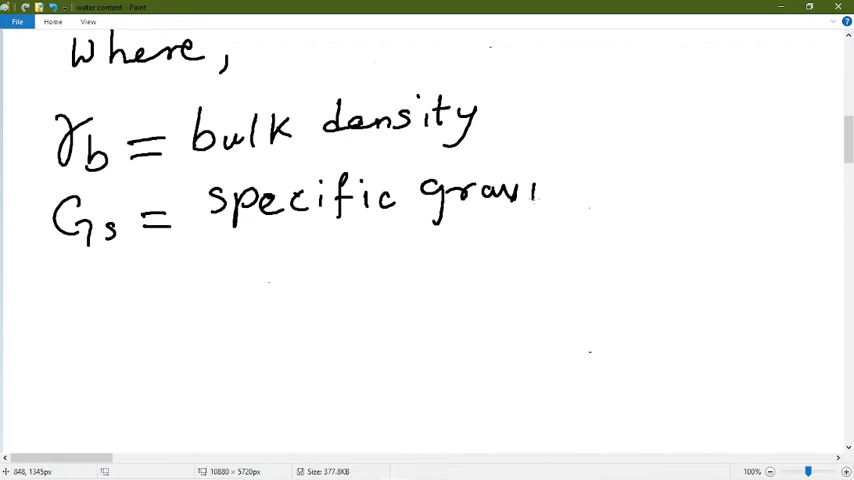 water content - Paint
File Home View
Where,
γb = bulk density
Gs = specific gravi
848, 1345px 10880 × 5720px Size: 377.8KB 100%